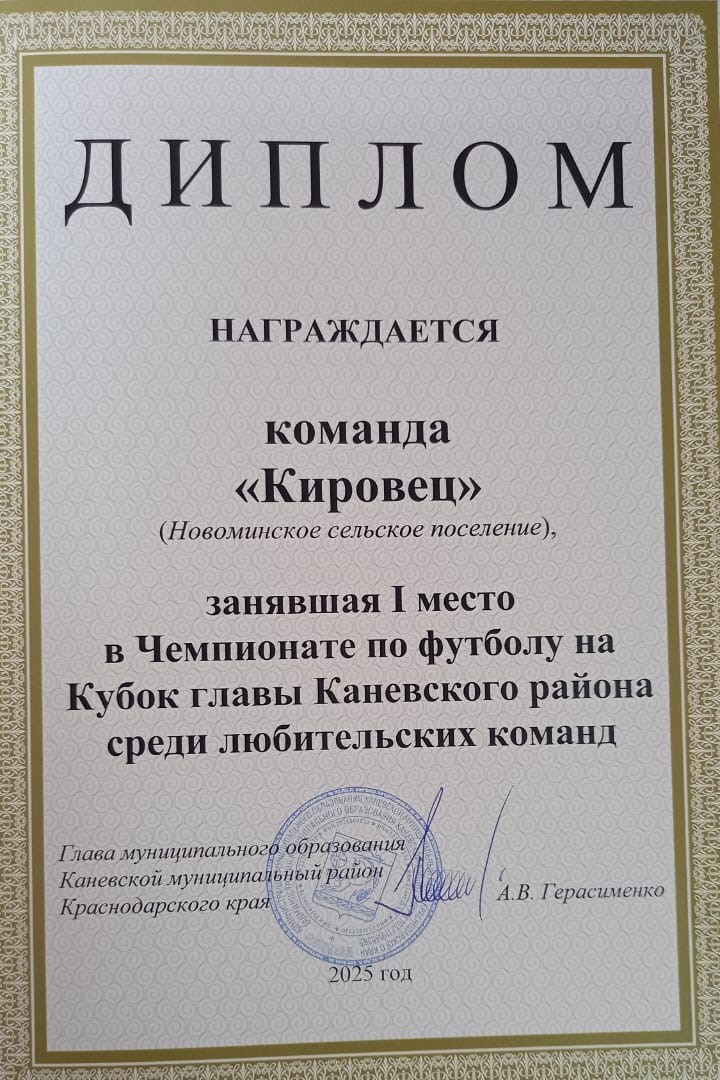 ДИПЛОМ
НАГРАЖДАЕТСЯ
команда
«Кировец»
(Новоминское сельское поселение),
занявшая I место
в Чемпионате по футболу на
Кубок главы Каневского района
среди любительских команд
Глава муниципального образования
Каневской муниципальный район
Краснодарского края
А.В. Герасименко
2025 год